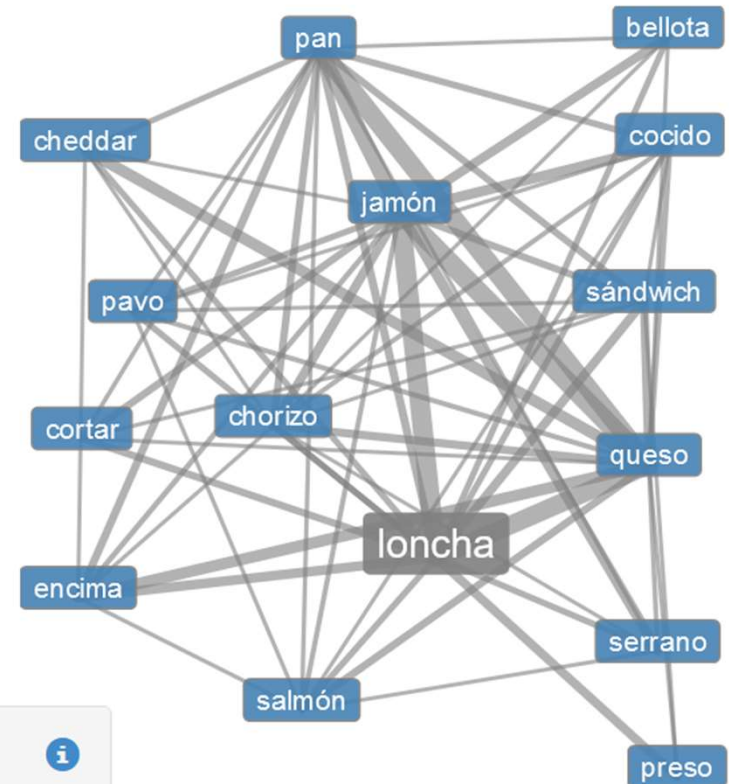 pan
bellota
cheddar
cocido
jamón
pavo
sándwich
cortar
chorizo
queso
loncha
encima
serrano
salmón
preso
i